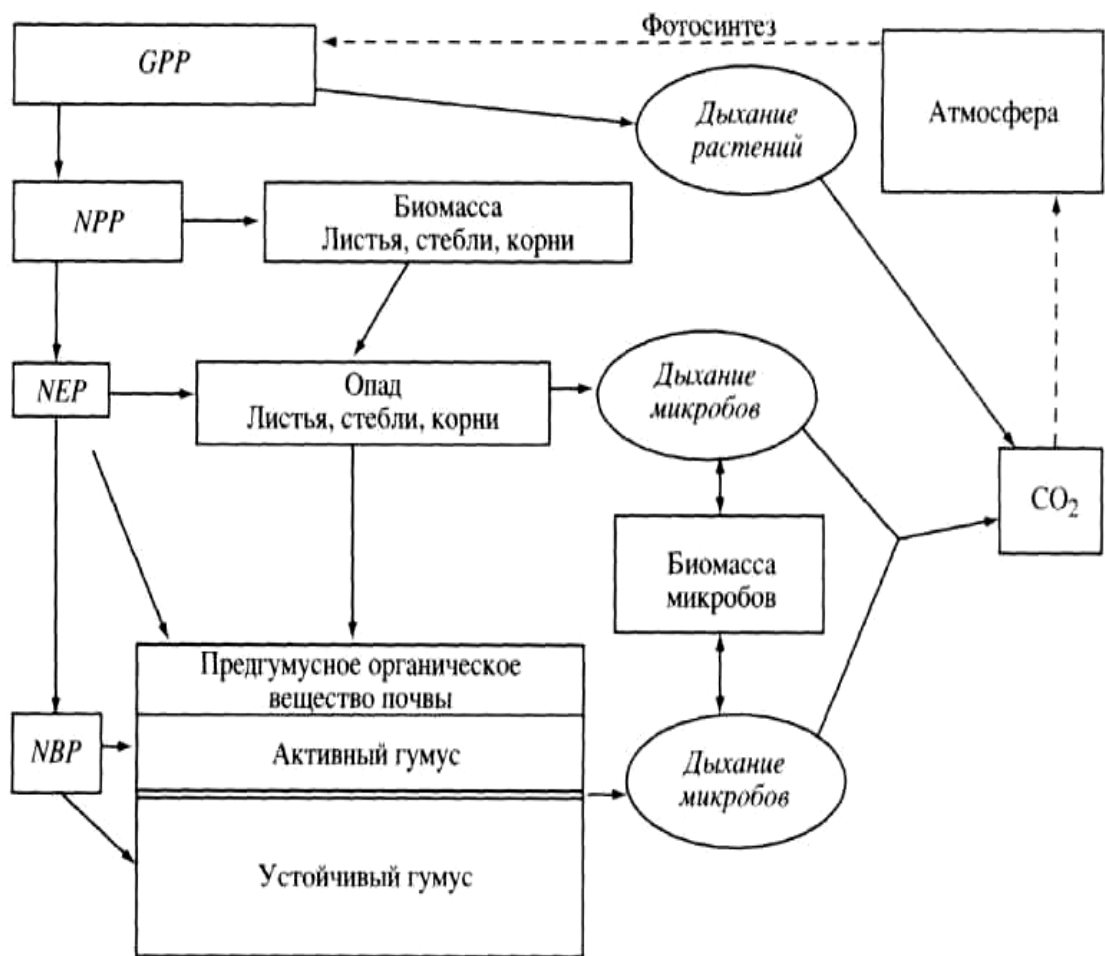 Фотосинтез
GPP
Дыхание
растений
Атмосфера
NPP
Биомасса
Листья, стебли, корни
NEP
Опад
Листья, стебли, корни
Дыхание
микробов
CO₂
Биомасса
микробов
Предгумусное органическое
вещество почвы
NBP
Активный гумус
Дыхание
микробов
Устойчивый гумус